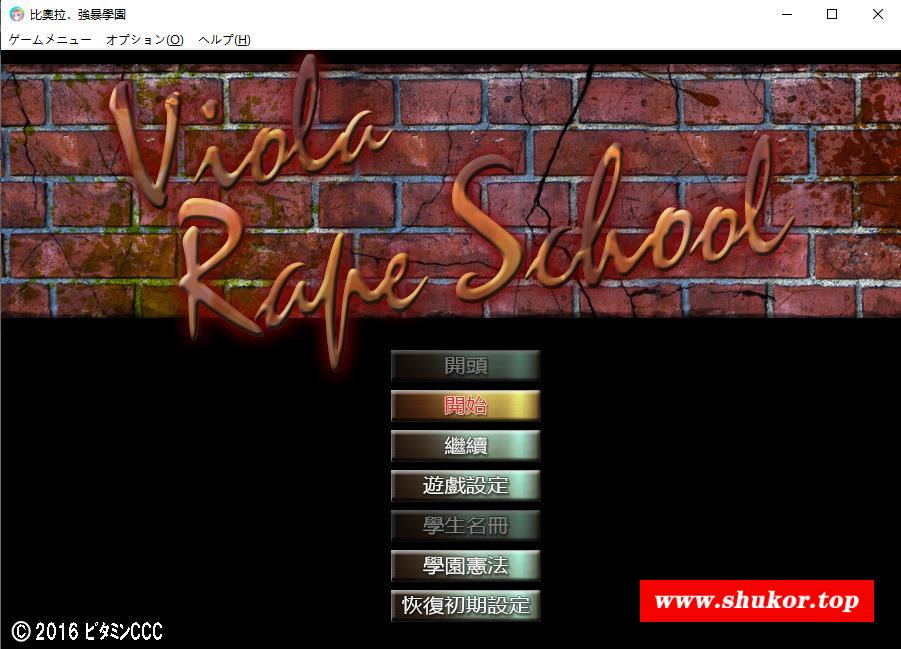 比奧拉．強暴學園
ゲームメニュー オプション(O) ヘルプ(H)
Viola
Rape School
開頭
開始
繼續
遊戲設定
學生名冊
學園憲法
恢復初期設定
www.shukor.top
© 2016 ﾋﾞﾀﾐﾝCCC